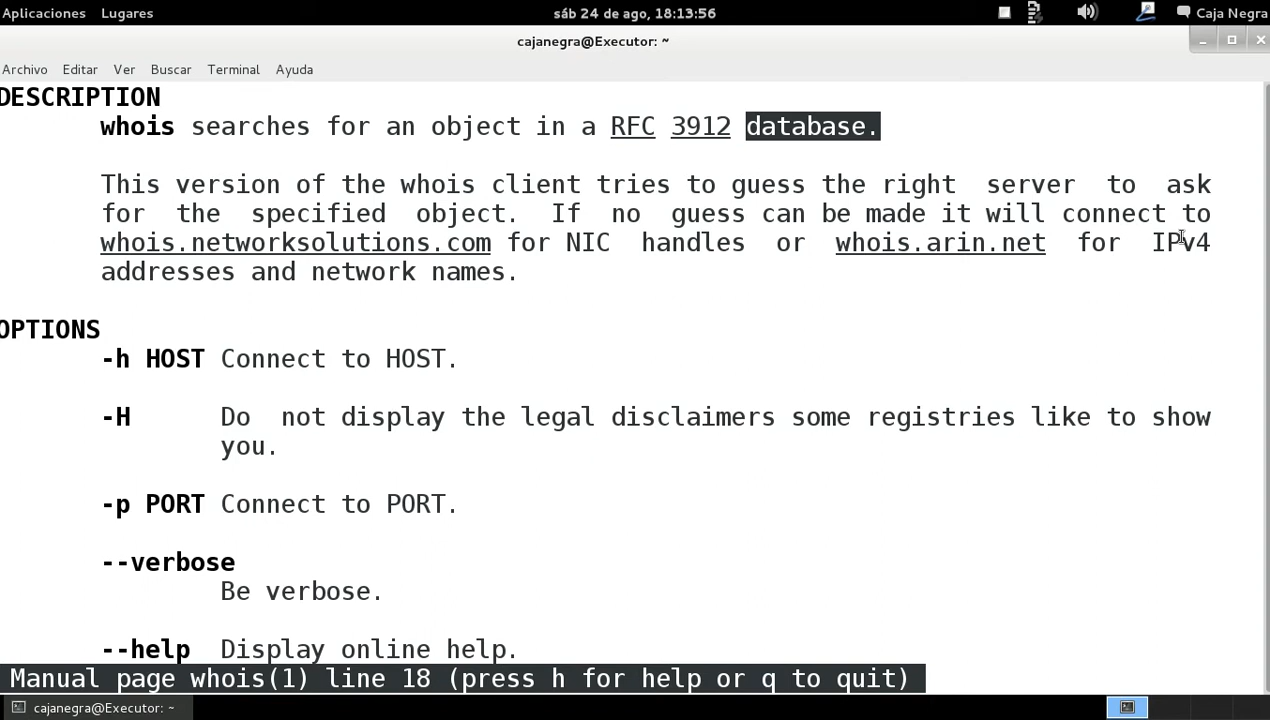 Aplicaciones Lugares sáb 24 de ago, 18:13:56 Caja Negra
cajanegra@Executor: ~
Archivo Editar Ver Buscar Terminal Ayuda
DESCRIPTION
whois searches for an object in a RFC 3912 database.
This version of the whois client tries to guess the right server to ask
for the specified object. If no guess can be made it will connect to
whois.networksolutions.com for NIC handles or whois.arin.net for IPv4
addresses and network names.
OPTIONS
-h HOST Connect to HOST.
-H Do not display the legal disclaimers some registries like to show
you.
-p PORT Connect to PORT.
--verbose
Be verbose.
--help Display online help.
Manual page whois(1) line 18 (press h for help or q to quit)
cajanegra@Executor: ~